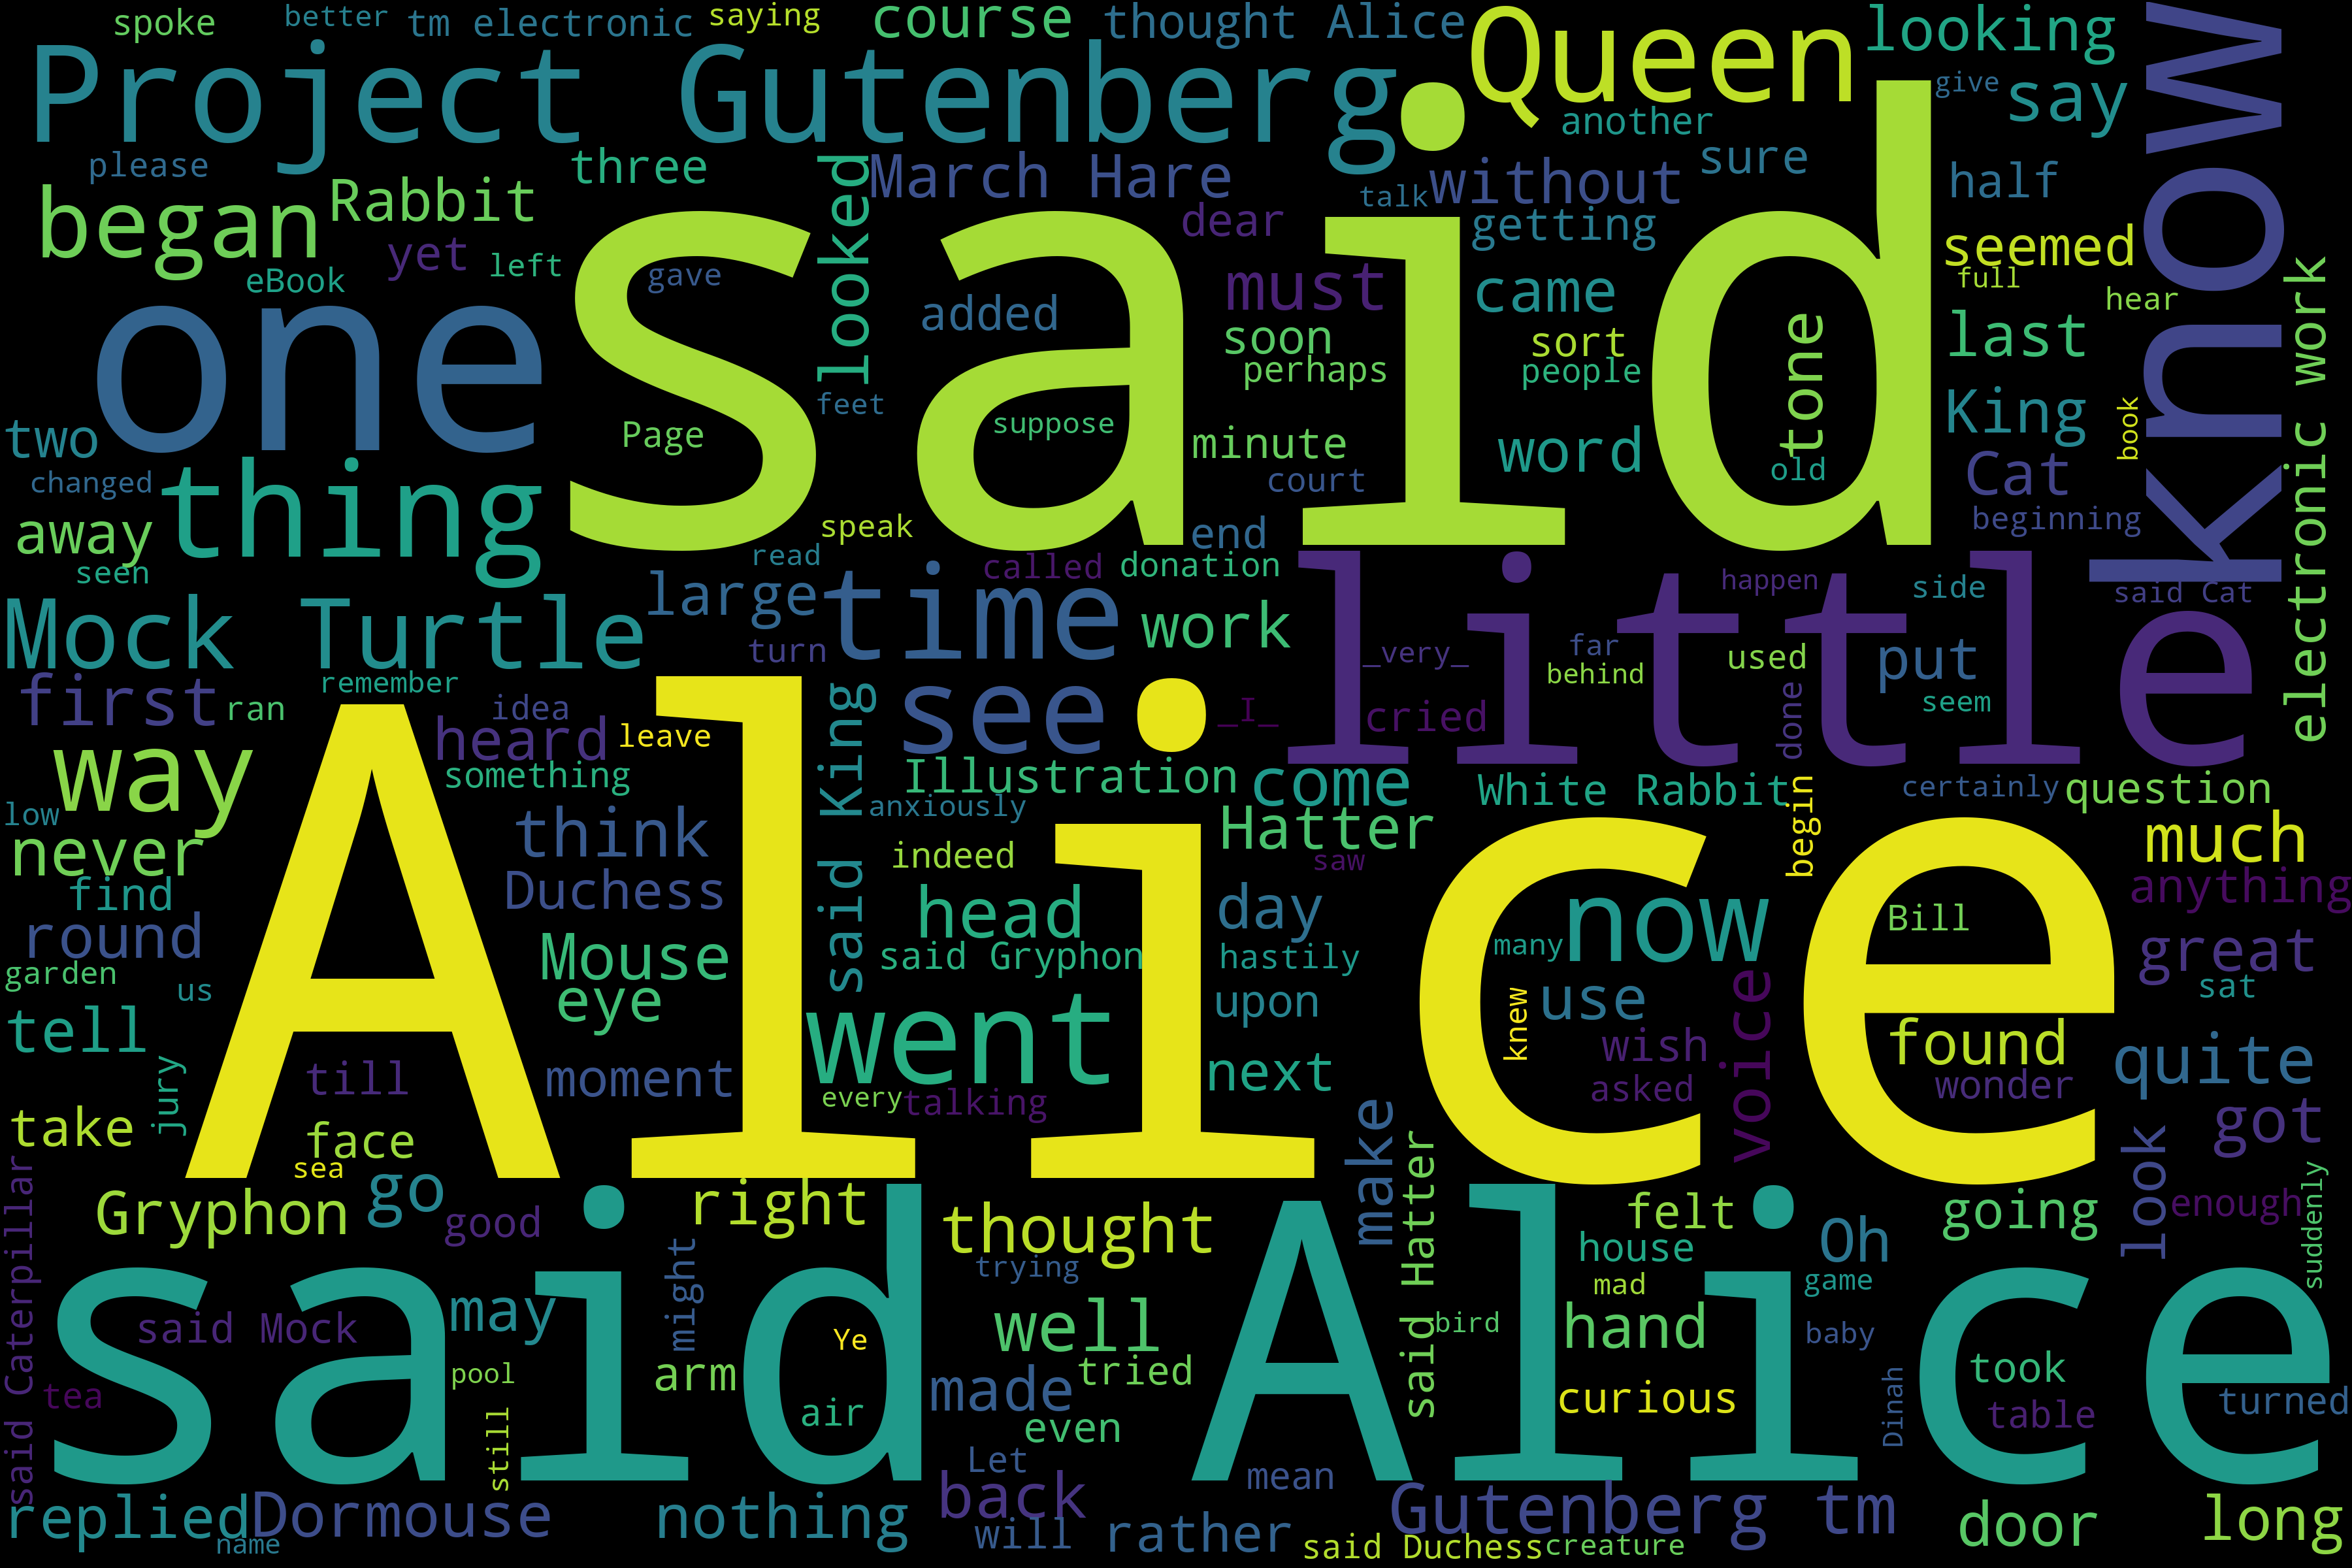 spoke better tm electronic saying course thought Alice Queen looking
Project Gutenberg give say know
please three March Hare another without sure half
began Rabbit looked talk getting seemed
yet left dear full
eBook gave must came hear
one said added soon sort tone last electronic work
perhaps people
feet King book
two Page suppose minute word
changed thing court old Cat
away speak end beginning
seen read called donation happen side said Cat
Mock Turtle large time work little
turn _very_ far used put
remember behind
first ran idea see _I_ cried done seem
heard leave said King
way something Illustration come White Rabbit begin certainly question
low anxiously
never think indeed Hatter saw much
find Duchess head day now Bill anything
round Mouse said Gryphon hastily many great
garden us eye upon use sat
Alice
tell went knew wish voice found quite
jury till moment next asked wonder
take every talking make got
face look
sea
said Caterpillar Gryphon go good right thought said Hatter felt Oh going enough suddenly
trying house game
said Mock may might well mad
Ye bird hand baby
said Alice
tea pool arm made tried curious Dinah took turned
still air even table
Let
replied Dormouse nothing back mean Gutenberg tm door long
name will rather said Duchess creature